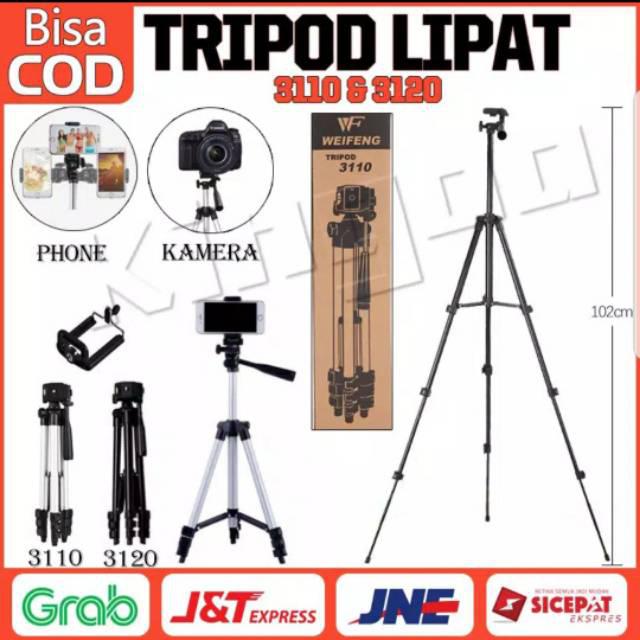 Bisa
COD
TRIPOD LIPAT
3110 & 3120
WF
WEIFENG
TRIPOD
3110
PHONE
KAMERA
102cm
3110
3120
Grab
J&T EXPRESS
JNE
SICEPAT
EKSPRES